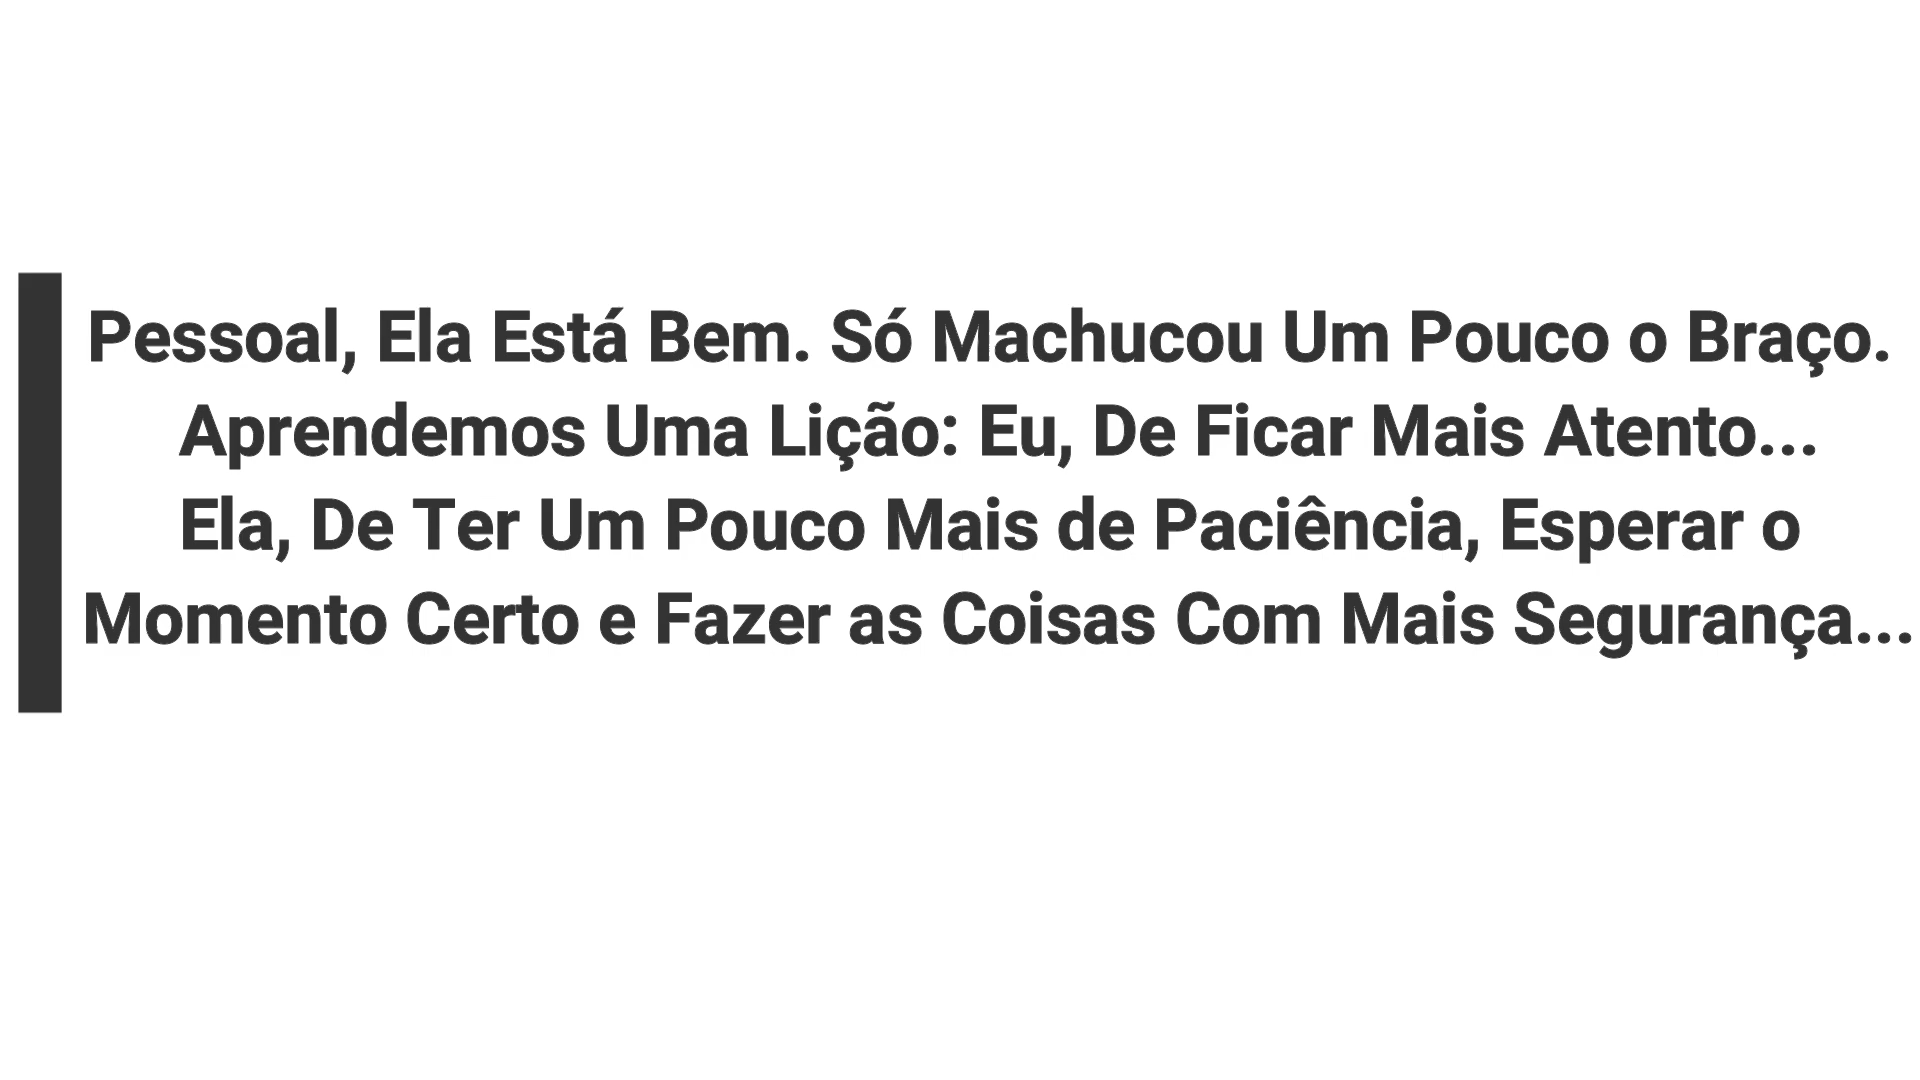 Pessoal, Ela Está Bem. Só Machucou Um Pouco o Braço.
Aprendemos Uma Lição: Eu, De Ficar Mais Atento...
Ela, De Ter Um Pouco Mais de Paciência, Esperar o
Momento Certo e Fazer as Coisas Com Mais Segurança...